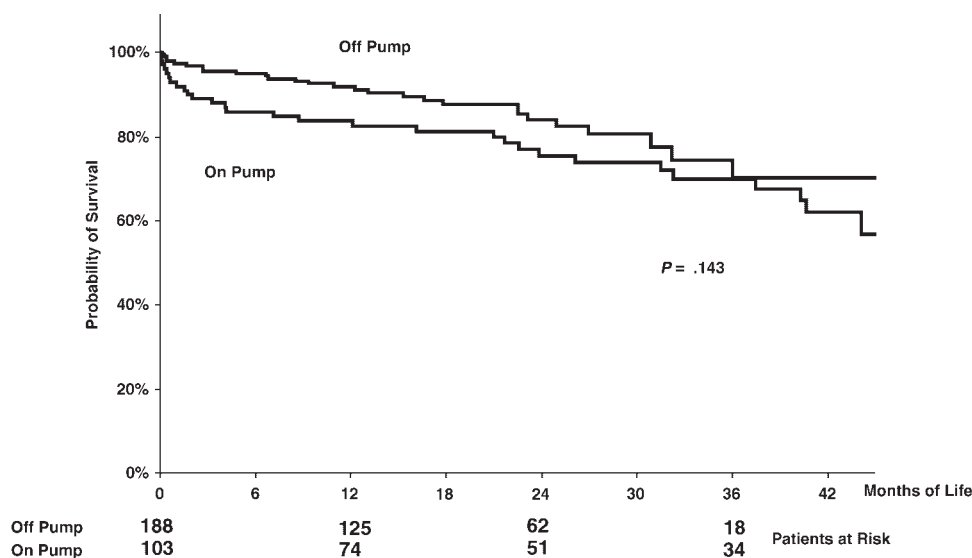 Off Pump
100%
80%
On Pump
Probability of Survival
60%
P = .143
40%
20%
0%
0 6 12 18 24 30 36 42 Months of Life
Off Pump 188 125 62 18
On Pump 103 74 51 34
Patients at Risk